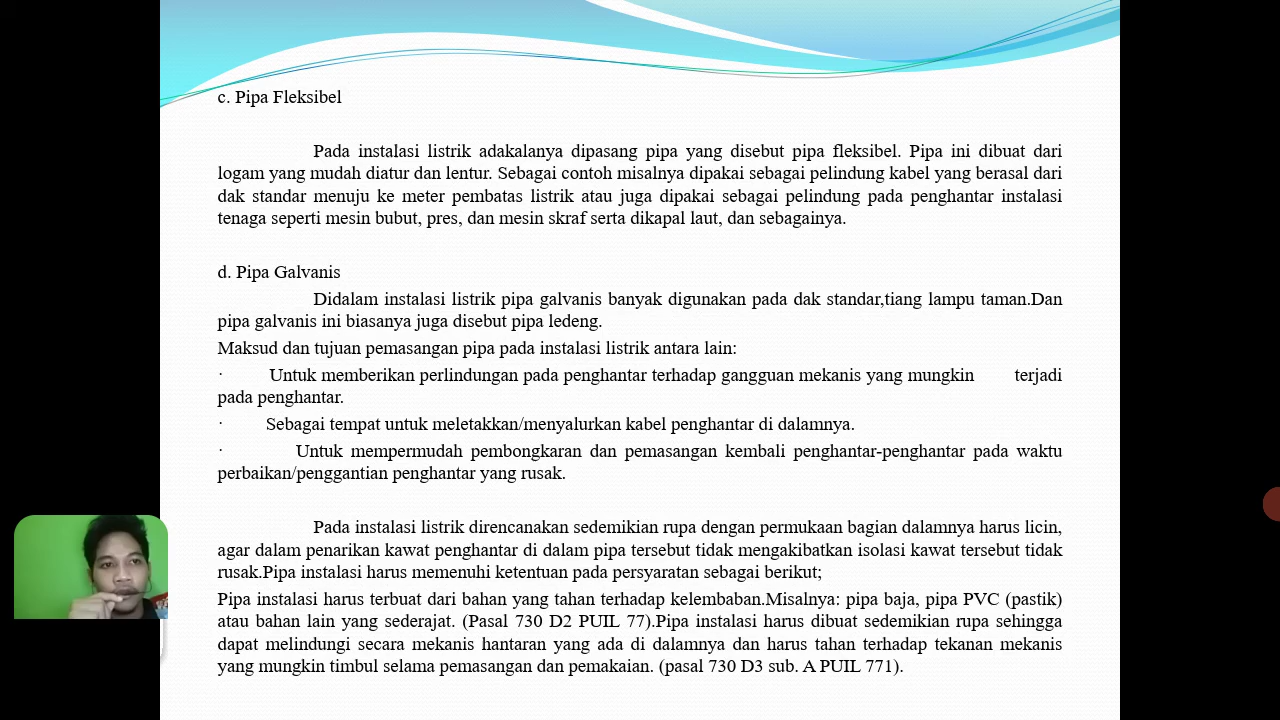 c. Pipa Fleksibel
Pada instalasi listrik adakalanya dipasang pipa yang disebut pipa fleksibel. Pipa ini dibuat dari
logam yang mudah diatur dan lentur. Sebagai contoh misalnya dipakai sebagai pelindung kabel yang berasal dari
dak standar menuju ke meter pembatas listrik atau juga dipakai sebagai pelindung pada penghantar instalasi
tenaga seperti mesin bubut, pres, dan mesin skraf serta dikapal laut, dan sebagainya.
d. Pipa Galvanis
Didalam instalasi listrik pipa galvanis banyak digunakan pada dak standar,tiang lampu taman.Dan
pipa galvanis ini biasanya juga disebut pipa ledeng.
Maksud dan tujuan pemasangan pipa pada instalasi listrik antara lain:
· Untuk memberikan perlindungan pada penghantar terhadap gangguan mekanis yang mungkin terjadi
pada penghantar.
· Sebagai tempat untuk meletakkan/menyalurkan kabel penghantar di dalamnya.
· Untuk mempermudah pembongkaran dan pemasangan kembali penghantar-penghantar pada waktu
perbaikan/penggantian penghantar yang rusak.
Pada instalasi listrik direncanakan sedemikian rupa dengan permukaan bagian dalamnya harus licin,
agar dalam penarikan kawat penghantar di dalam pipa tersebut tidak mengakibatkan isolasi kawat tersebut tidak
rusak.Pipa instalasi harus memenuhi ketentuan pada persyaratan sebagai berikut;
Pipa instalasi harus terbuat dari bahan yang tahan terhadap kelembaban.Misalnya: pipa baja, pipa PVC (pastik)
atau bahan lain yang sederajat. (Pasal 730 D2 PUIL 77).Pipa instalasi harus dibuat sedemikian rupa sehingga
dapat melindungi secara mekanis hantaran yang ada di dalamnya dan harus tahan terhadap tekanan mekanis
yang mungkin timbul selama pemasangan dan pemakaian. (pasal 730 D3 sub. A PUIL 771).